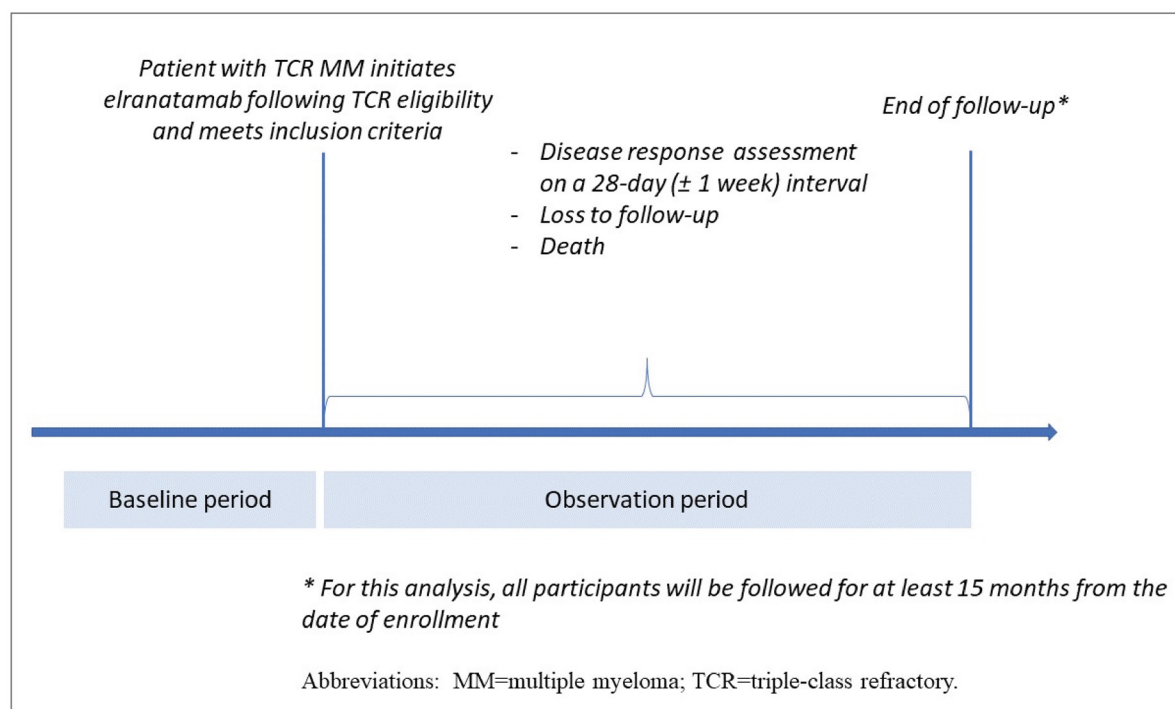 Patient with TCR MM initiates
elranatamab following TCR eligibility
and meets inclusion criteria
End of follow-up*
- Disease response assessment
on a 28-day (± 1 week) interval
- Loss to follow-up
- Death
Baseline period
Observation period
* For this analysis, all participants will be followed for at least 15 months from the
date of enrollment
Abbreviations: MM=multiple myeloma; TCR=triple-class refractory.